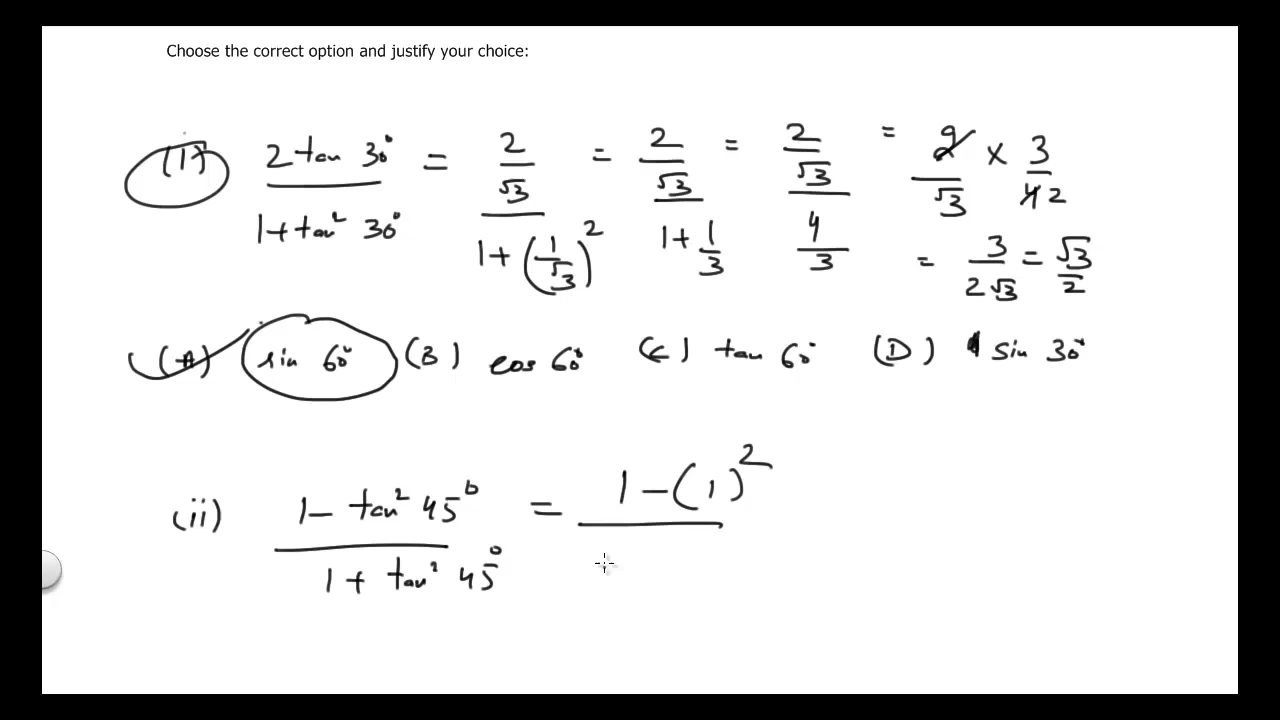 Choose the correct option and justify your choice:
(i) 2 tan 30° / 1 + tan² 30° = 2/√3 / 1 + (1/√3)² = 2/√3 / 1 + 1/3 = 2/√3 / 4/3 = 2/√3 × 3/4 2
= 3/2√3 = √3/2
(A) sin 60° (B) cos 60° (C) tan 60° (D) sin 30°
(ii) 1 - tan² 45° / 1 + tan² 45° = 1 - (1)²